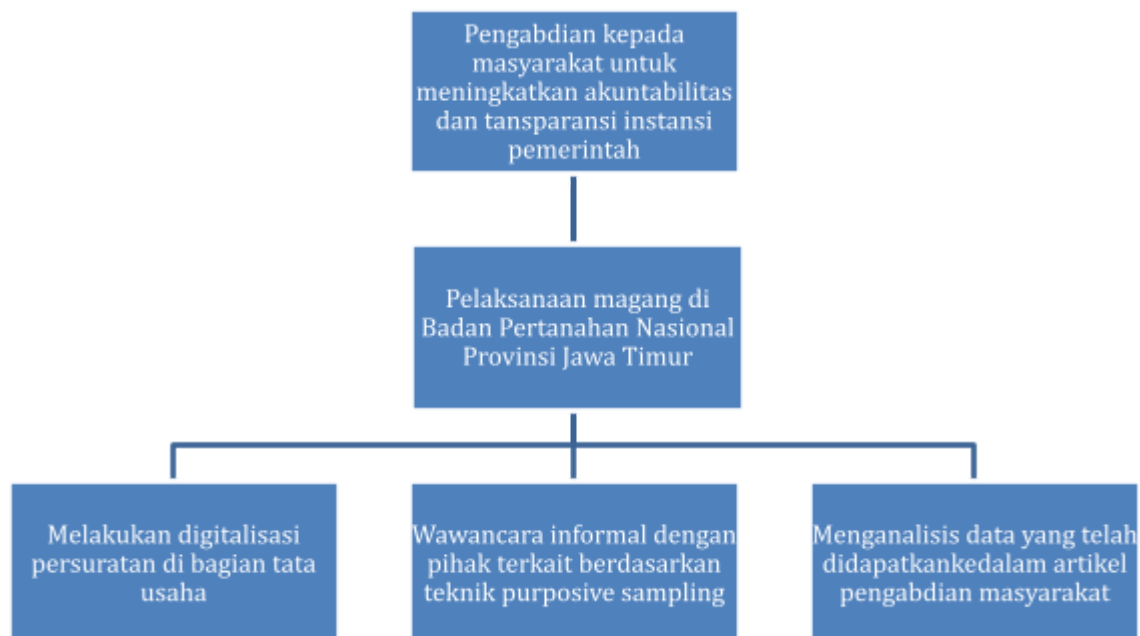 Pengabdian kepada
masyarakat untuk
meningkatkan akuntabilitas
dan tansparansi instansi
pemerintah
Pelaksanaan magang di
Badan Pertanahan Nasional
Provinsi Jawa Timur
Melakukan digitalisasi
persuratan di bagian tata
usaha
Wawancara informal dengan
pihak terkait berdasarkan
teknik purposive sampling
Menganalisis data yang telah
didapatkankedalam artikel
pengabdian masyarakat